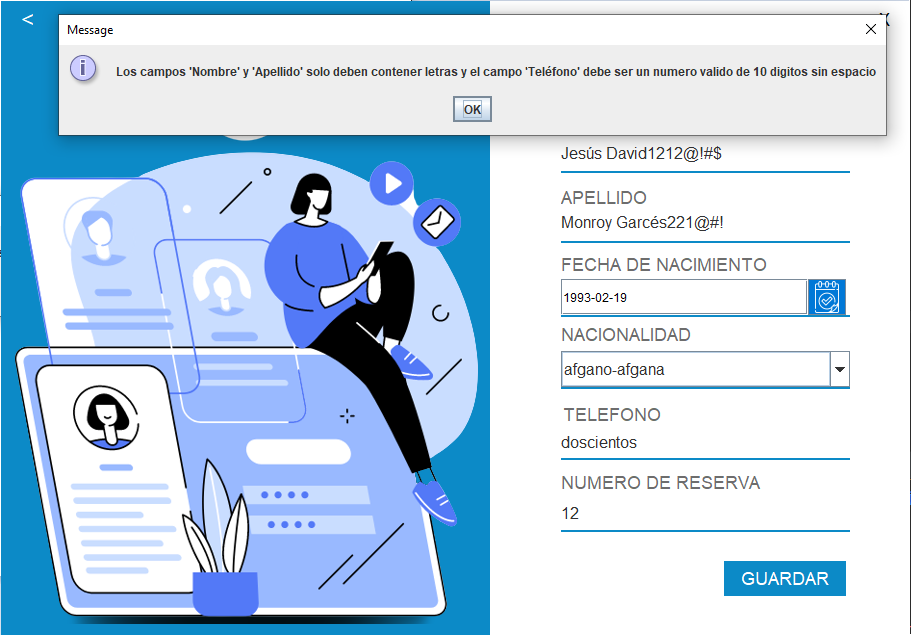 <
Message
Los campos 'Nombre' y 'Apellido' solo deben contener letras y el campo 'Teléfono' debe ser un numero valido de 10 digitos sin espacio
OK
Jesús David1212@!#$
APELLIDO
Monroy Garcés221@#!
FECHA DE NACIMIENTO
1993-02-19
NACIONALIDAD
afgano-afgana
TELEFONO
doscientos
NUMERO DE RESERVA
12
GUARDAR